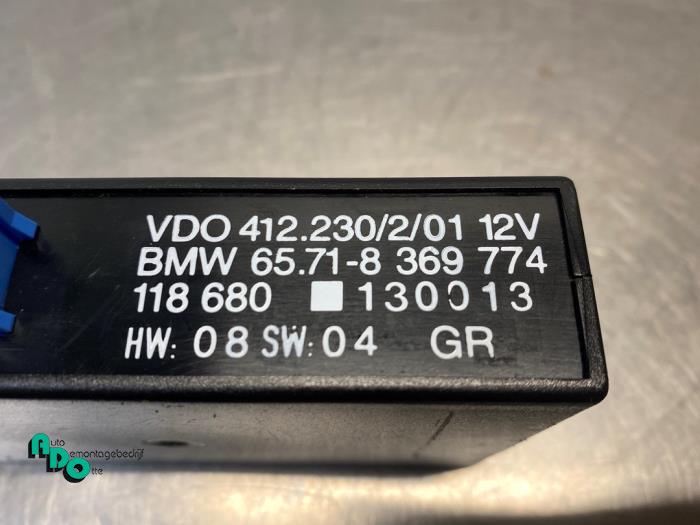 VDO 412.230/2/01 12V
BMW 65.71-8 369 774
118 680 130013
HW: 08 SW: 04 GR
Auto
Demontagebedrijf
Otte